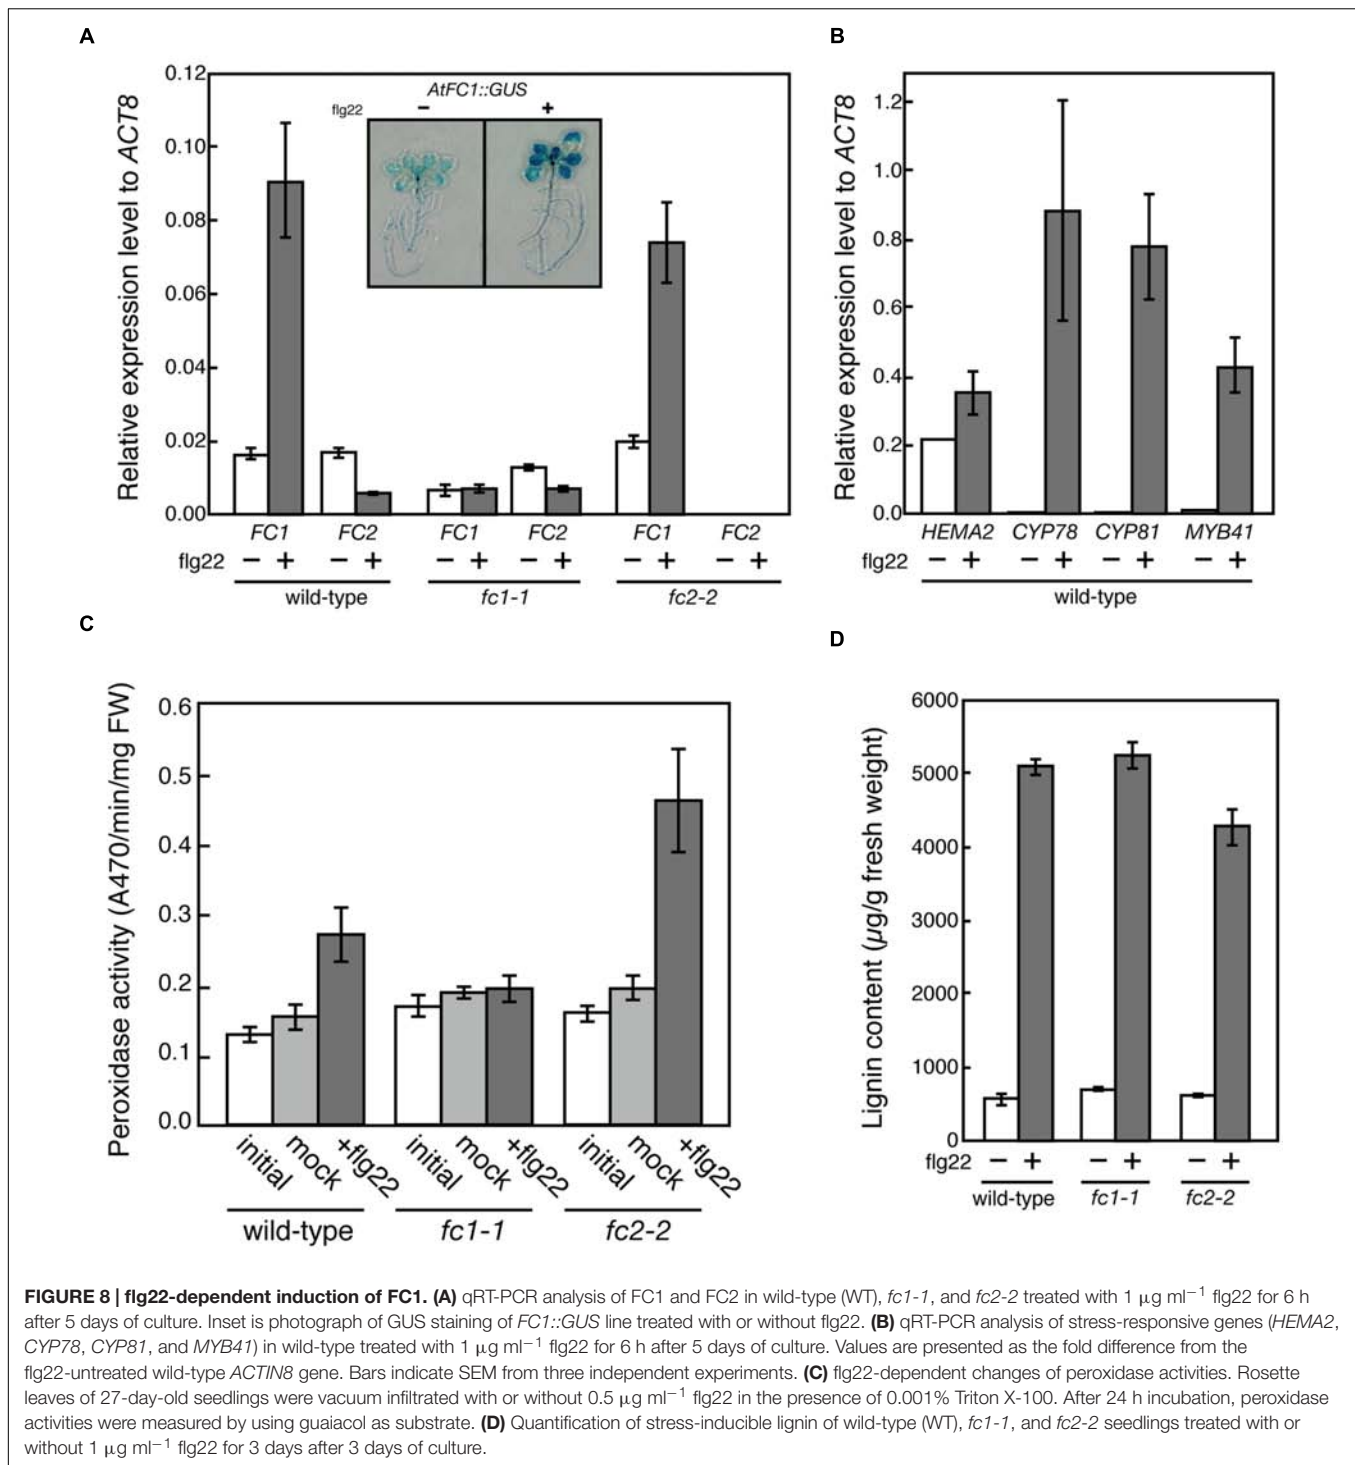 A
Relative expression level to ACT8
0.12
0.10
0.08
0.06
0.04
0.02
0.00
AtFC1::GUS
flg22 − +
FC1 FC2 FC1 FC2 FC1 FC2
flg22 − + − + − + − + − + − +
wild-type fc1-1 fc2-2
B
Relative expression level to ACT8
1.2
1.0
0.8
0.6
0.4
0.2
0.0
HEMA2 CYP78 CYP81 MYB41
flg22 − + − + − + − +
wild-type
C
Peroxidase activity (A470/min/mg FW)
0.6
0.5
0.4
0.3
0.2
0.1
0.0
initial mock +flg22 initial mock +flg22 initial mock +flg22
wild-type fc1-1 fc2-2
D
Lignin content (µg/g fresh weight)
6000
5000
4000
3000
2000
1000
0
flg22 − + − + − +
wild-type fc1-1 fc2-2
FIGURE 8 | flg22-dependent induction of FC1. (A) qRT-PCR analysis of FC1 and FC2 in wild-type (WT), fc1-1, and fc2-2 treated with 1 µg ml−1 flg22 for 6 h
after 5 days of culture. Inset is photograph of GUS staining of FC1::GUS line treated with or without flg22. (B) qRT-PCR analysis of stress-responsive genes (HEMA2,
CYP78, CYP81, and MYB41) in wild-type treated with 1 µg ml−1 flg22 for 6 h after 5 days of culture. Values are presented as the fold difference from the
flg22-untreated wild-type ACTIN8 gene. Bars indicate SEM from three independent experiments. (C) flg22-dependent changes of peroxidase activities. Rosette
leaves of 27-day-old seedlings were vacuum infiltrated with or without 0.5 µg ml−1 flg22 in the presence of 0.001% Triton X-100. After 24 h incubation, peroxidase
activities were measured by using guaiacol as substrate. (D) Quantification of stress-inducible lignin of wild-type (WT), fc1-1, and fc2-2 seedlings treated with or
without 1 µg ml−1 flg22 for 3 days after 3 days of culture.